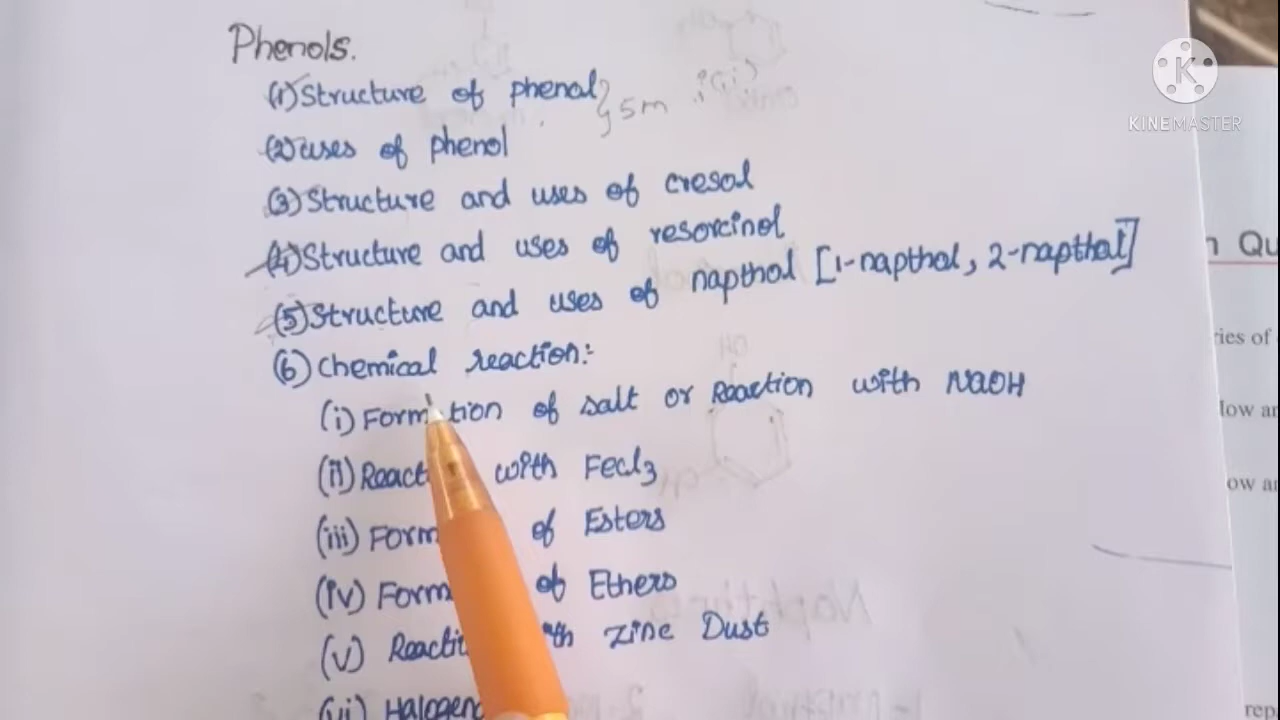 Phenols.
(1) Structure of phenol } 5m
(2) uses of phenol
(3) Structure and uses of cresol
(4) Structure and uses of resorcinol
(5) Structure and uses of napthol [1-napthol, 2-napthol]
(6) Chemical reaction:-
(i) Formation of salt or Reaction with NaOH
(ii) React with FeCl3
(iii) Form of Esters
(iv) Form of Ethers
(v) Reacti th Zinc Dust
(vi) Halogen
K
KINEMASTER
n Qu
ries of
low ar
ow ar
rep